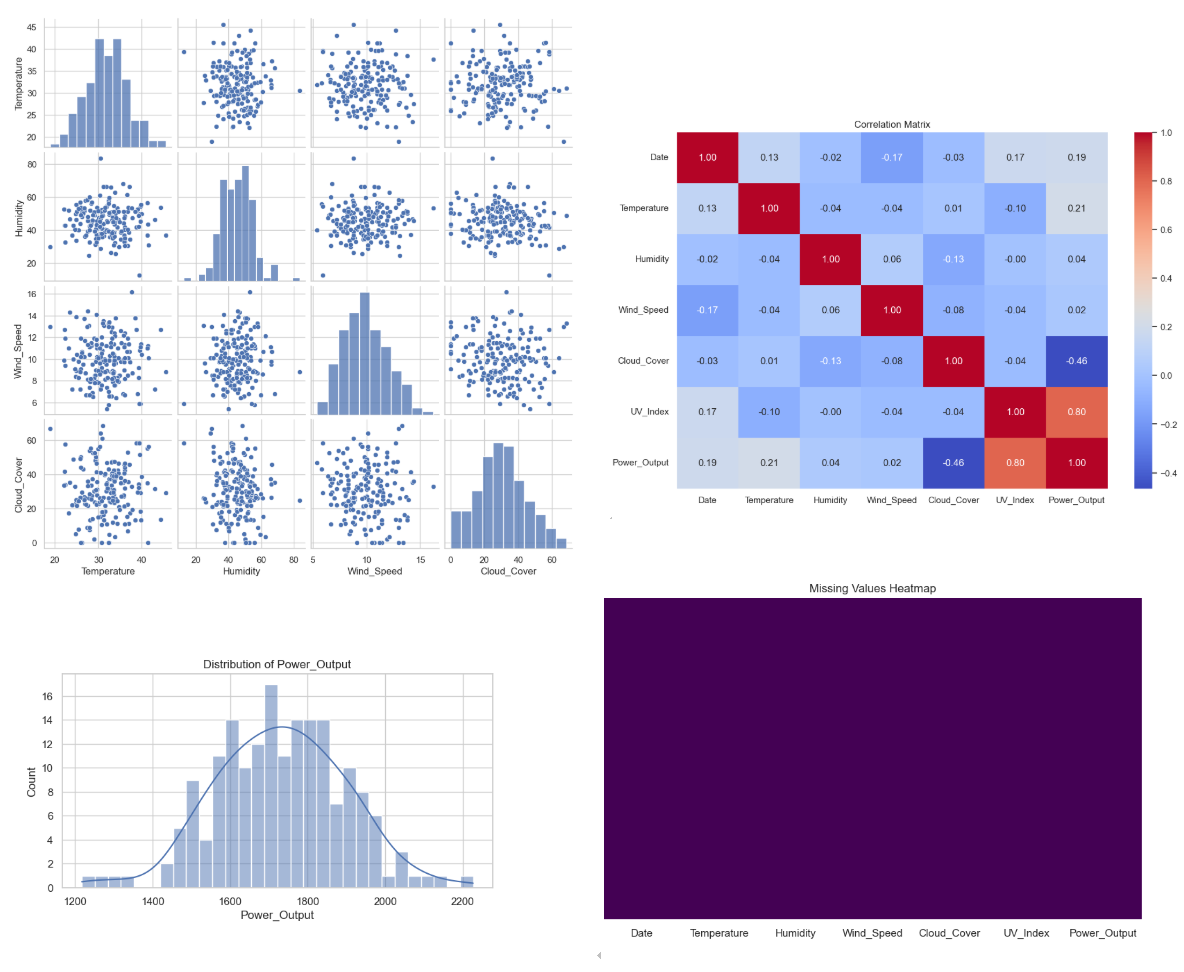 45
40
35
30
25
20
Temperature
80
60
40
20
Humidity
16
14
12
10
8
6
Wind_Speed
60
40
20
0
Cloud_Cover
20 30 40
Temperature
20 40 60 80
Humidity
5 10 15
Wind_Speed
0 20 40 60
Cloud_Cover
Correlation Matrix
Date 1.00 0.13 -0.02 -0.17 -0.03 0.17 0.19
Temperature 0.13 1.00 -0.04 -0.04 0.01 -0.10 0.21
Humidity -0.02 -0.04 1.00 0.06 -0.13 -0.00 0.04
Wind_Speed -0.17 -0.04 0.06 1.00 -0.08 -0.04 0.02
Cloud_Cover -0.03 0.01 -0.13 -0.08 1.00 -0.04 -0.46
UV_Index 0.17 -0.10 -0.00 -0.04 -0.04 1.00 0.80
Power_Output 0.19 0.21 0.04 0.02 -0.46 0.80 1.00
Date Temperature Humidity Wind_Speed Cloud_Cover UV_Index Power_Output
1.0
0.8
0.6
0.4
0.2
0.0
-0.2
-0.4
Distribution of Power_Output
16
14
12
10
8
6
4
2
0
Count
1200 1400 1600 1800 2000 2200
Power_Output
Missing Values Heatmap
Date Temperature Humidity Wind_Speed Cloud_Cover UV_Index Power_Output